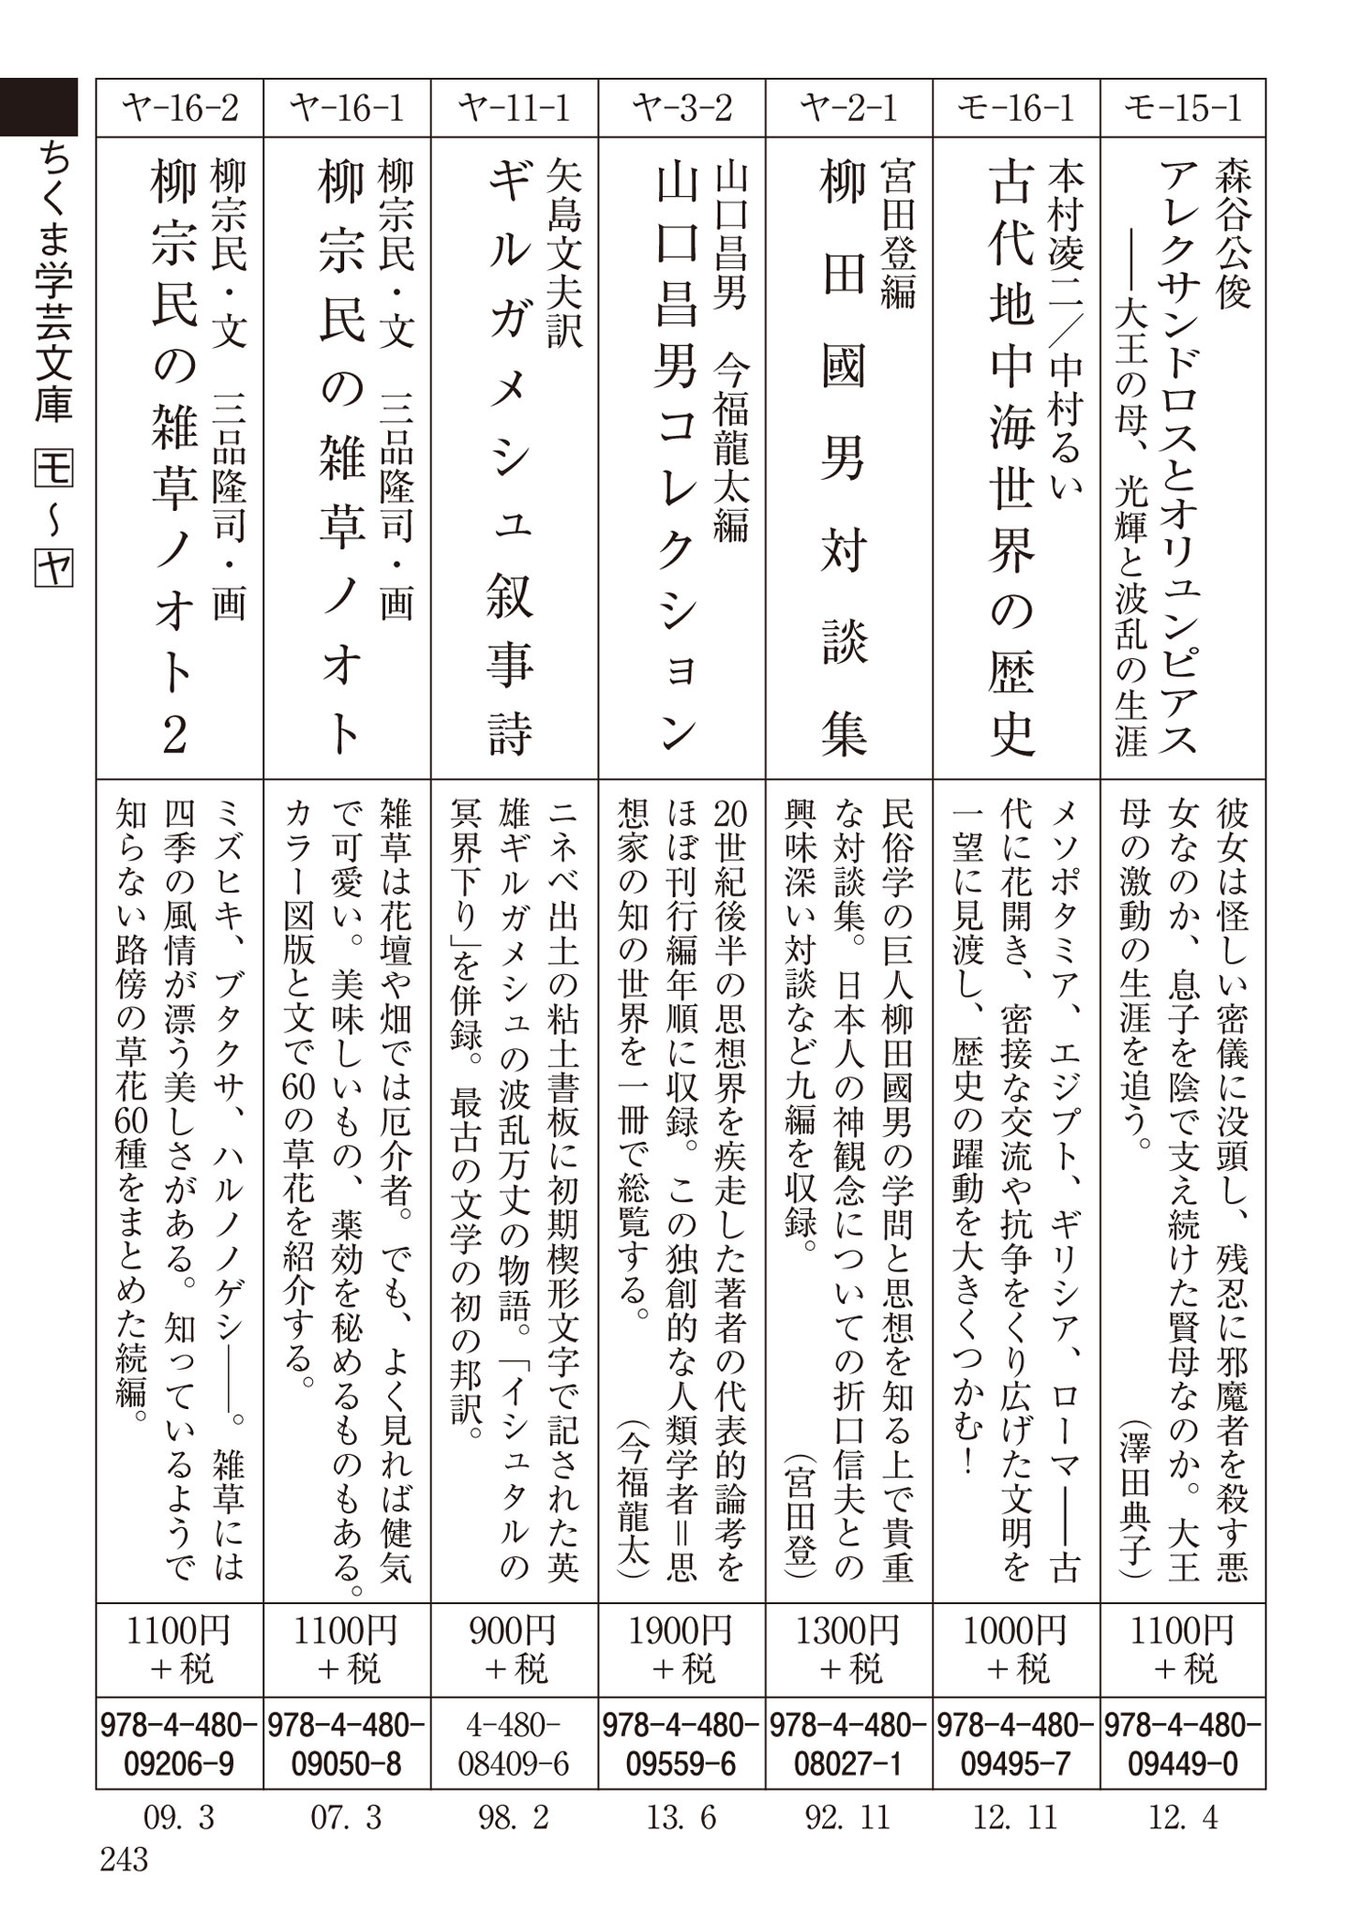 モ-15-1
森谷公俊
アレクサンドロスとオリュンピアス
――大王の母、光輝と波乱の生涯
彼女は怪しい密儀に没頭し、残忍に邪魔者を殺す悪
女なのか、息子を陰で支え続けた賢母なのか。大王
母の激動の生涯を追う。（澤田典子）
1100円
＋税
978-4-480-
09449-0
12. 4
モ-16-1
本村凌二／中村るい
古代地中海世界の歴史
メソポタミア、エジプト、ギリシア、ローマ――古
代に花開き、密接な交流や抗争をくり広げた文明を
一望に見渡し、歴史の躍動を大きくつかむ！
1000円
＋税
978-4-480-
09495-7
12. 11
ヤ-2-1
宮田登編
柳田國男対談集
民俗学の巨人柳田國男の学問と思想を知る上で貴重
な対談集。日本人の神観念についての折口信夫との
興味深い対談など九編を収録。（宮田登）
1300円
＋税
978-4-480-
08027-1
92. 11
ヤ-3-2
山口昌男　今福龍太編
山口昌男コレクション
20世紀後半の思想界を疾走した著者の代表的論考を
ほぼ刊行編年順に収録。この独創的な人類学者＝思
想家の知の世界を一冊で総覧する。（今福龍太）
1900円
＋税
978-4-480-
09559-6
13. 6
ヤ-11-1
矢島文夫訳
ギルガメシュ叙事詩
ニネベ出土の粘土書板に初期楔形文字で記された英
雄ギルガメシュの波乱万丈の物語。「イシュタルの
冥界下り」を併録。最古の文学の初の邦訳。
900円
＋税
4-480-
08409-6
98. 2
ヤ-16-1
柳宗民・文　三品隆司・画
柳宗民の雑草ノオト
雑草は花壇や畑では厄介者。でも、よく見れば健気
で可愛い。美味しいもの、薬効を秘めるものもある。
カラー図版と文で60の草花を紹介する。
1100円
＋税
978-4-480-
09050-8
07. 3
ヤ-16-2
柳宗民・文　三品隆司・画
柳宗民の雑草ノオト2
ミズヒキ、ブタクサ、ハルノノゲシ――。雑草には
四季の風情が漂う美しさがある。知っているようで
知らない路傍の草花60種をまとめた続編。
1100円
＋税
978-4-480-
09206-9
09. 3
ちくま学芸文庫 モ～ヤ
243